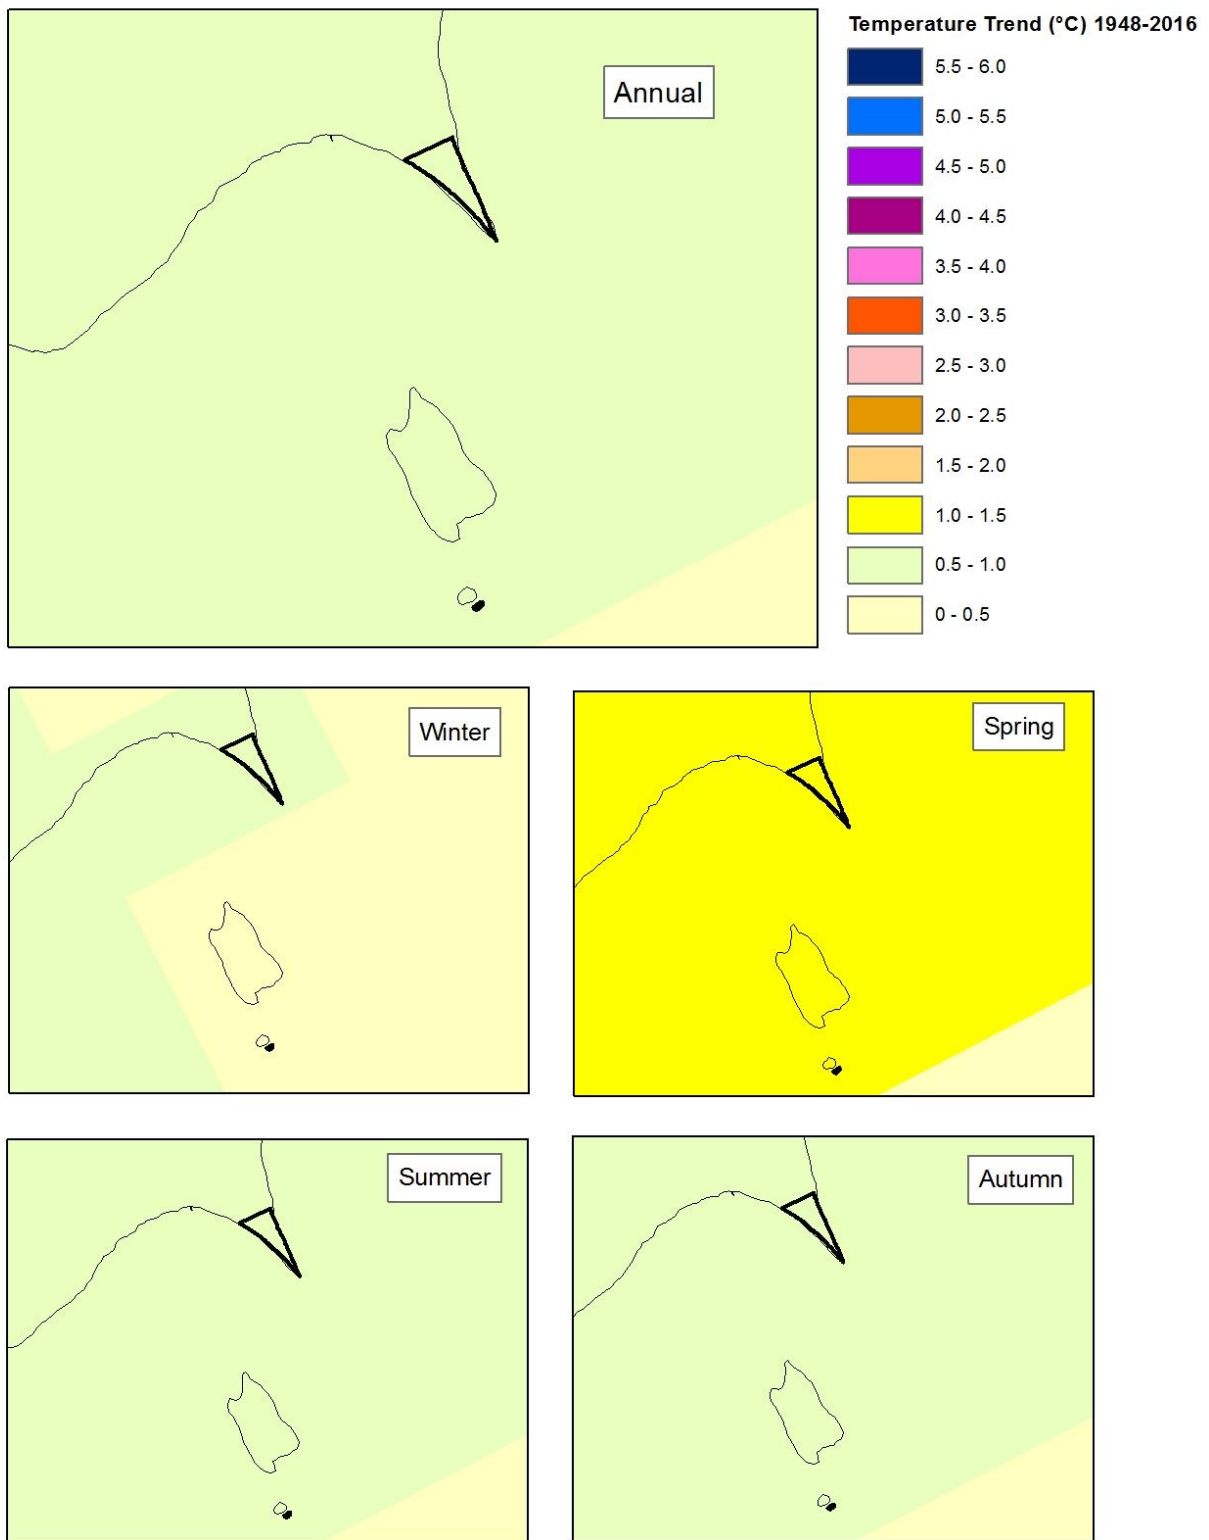 Temperature Trend (°C) 1948-2016
Annual
5.5 - 6.0
5.0 - 5.5
4.5 - 5.0
4.0 - 4.5
3.5 - 4.0
3.0 - 3.5
2.5 - 3.0
2.0 - 2.5
1.5 - 2.0
1.0 - 1.5
0.5 - 1.0
0 - 0.5
Winter
Spring
Summer
Autumn